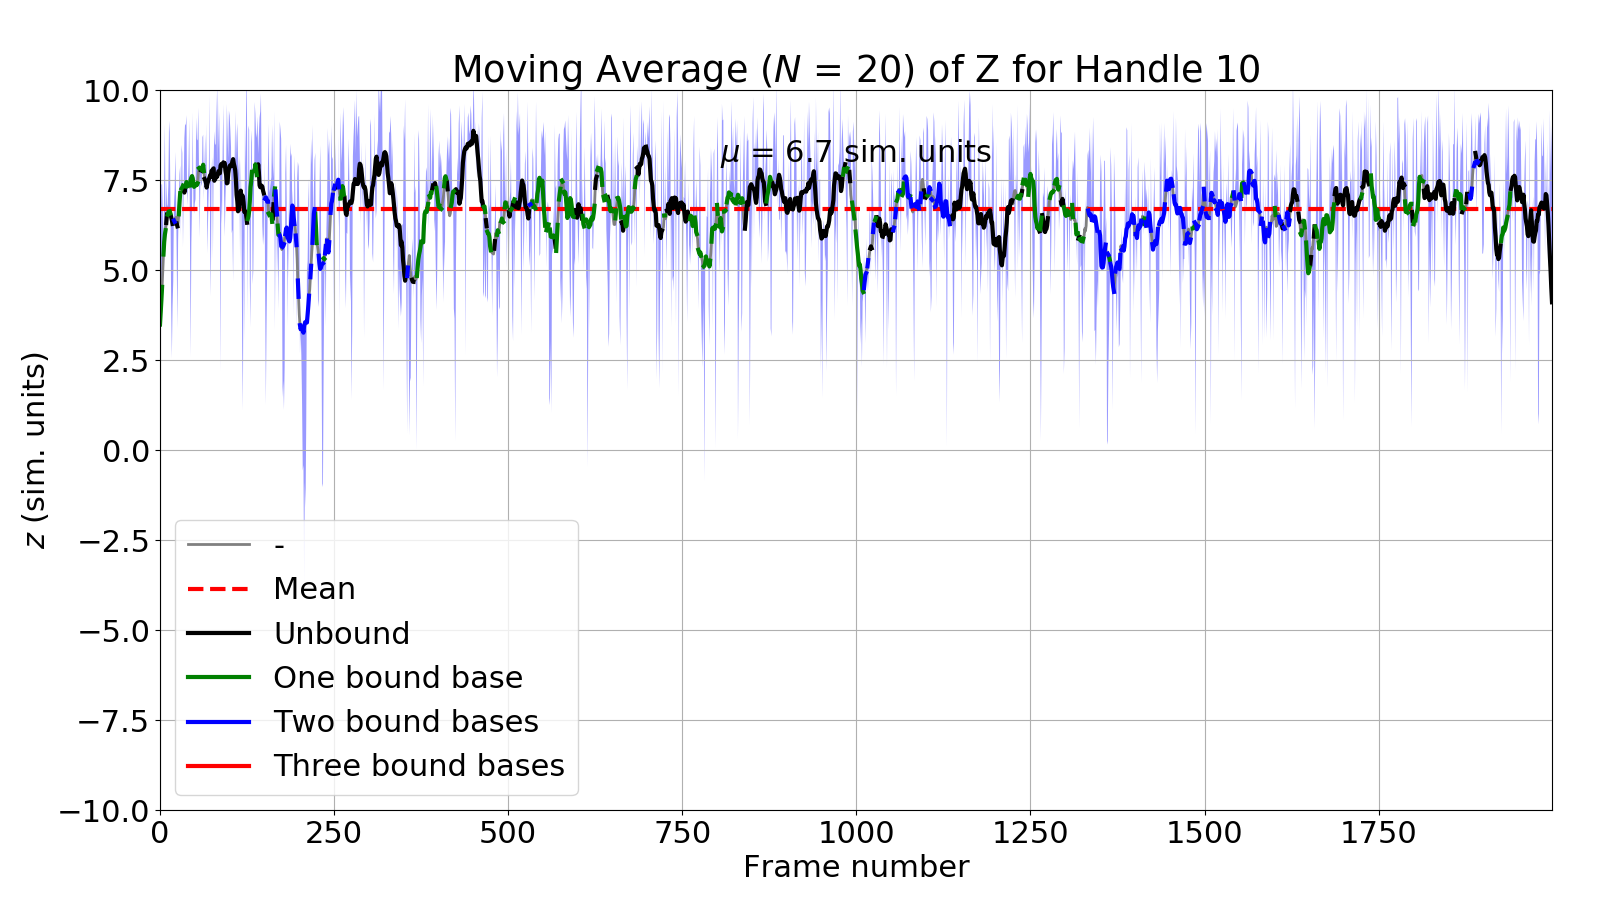 Moving Average (N = 20) of Z for Handle 10
μ = 6.7 sim. units
z (sim. units)
10.0
7.5
5.0
2.5
0.0
−2.5
−5.0
−7.5
−10.0
-
Mean
Unbound
One bound base
Two bound bases
Three bound bases
0 250 500 750 1000 1250 1500 1750
Frame number